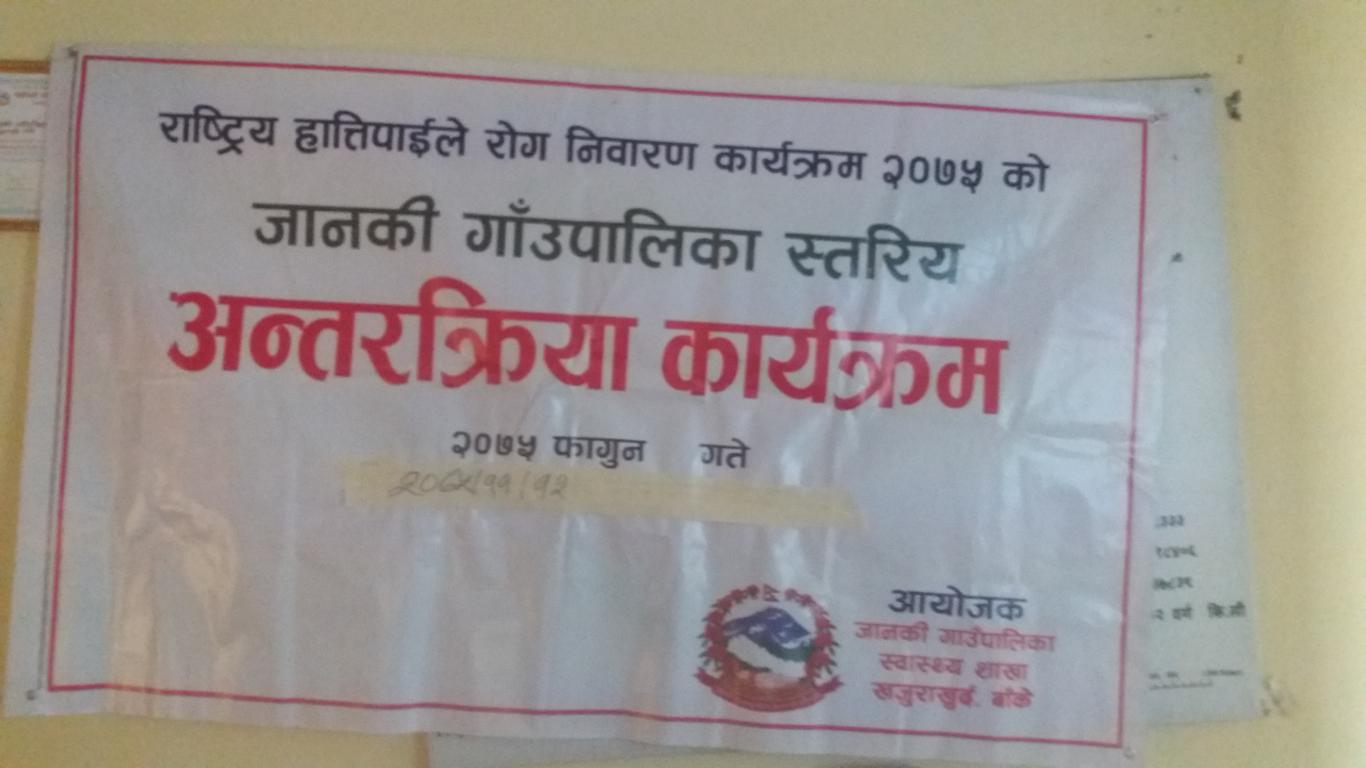 राष्ट्रिय हात्तिपाईले रोग निवारण कार्यक्रम २०७५ को
जानकी गाँउपालिका स्तरिय
अन्तरक्रिया कार्यक्रम
२०७५ फागुन गते
आयोजक
जानकी गाउँपालिका
स्वास्थ्य शाखा
खजुराखुर्द, बाँके